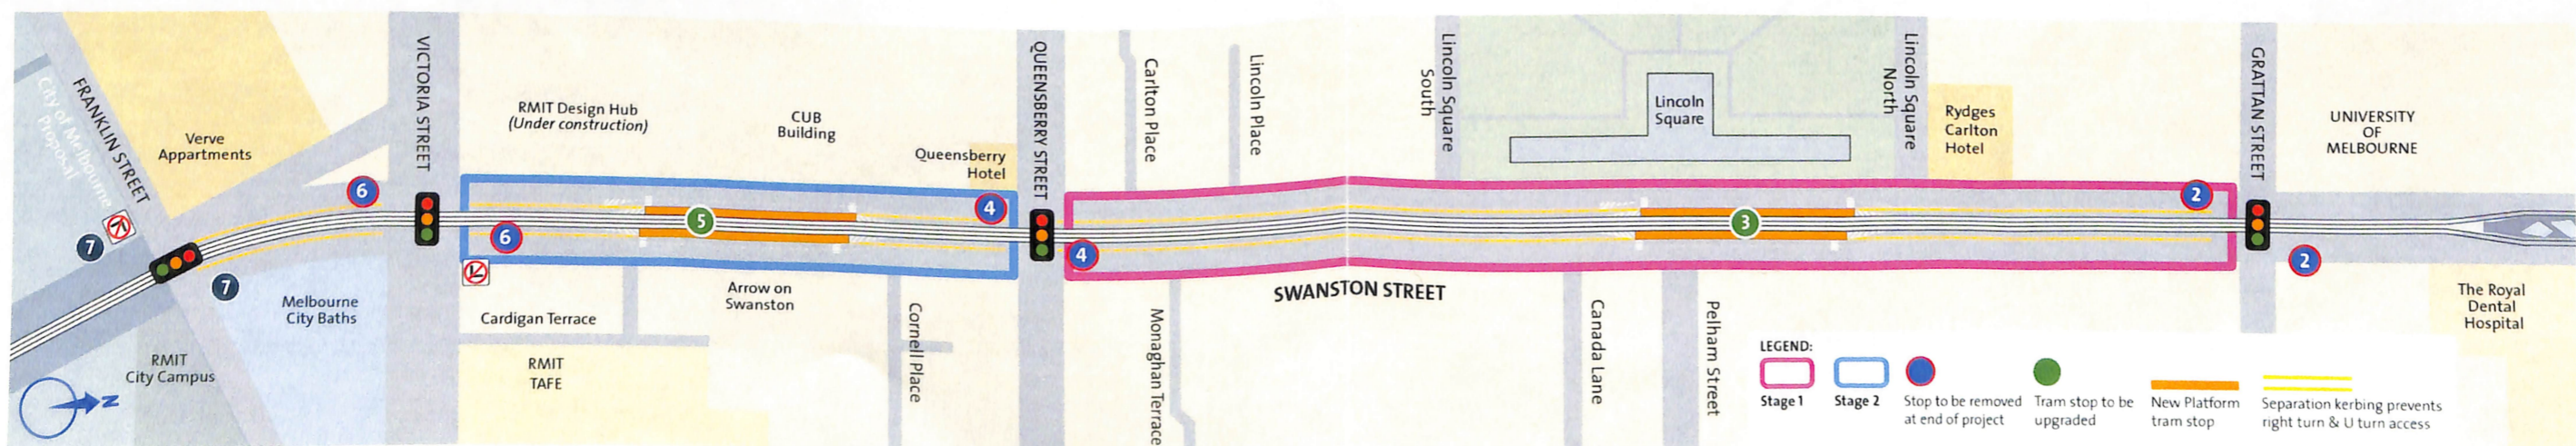 FRANKLIN STREET
City of Melbourne
Proposal
Verve
Appartments
VICTORIA STREET
RMIT Design Hub
(Under construction)
CUB
Building
Queensberry
Hotel
QUEENSBERRY STREET
Carlton Place
Lincoln Place
Lincoln Square
South
Lincoln
Square
Lincoln Square
North
Rydges
Carlton
Hotel
GRATTAN STREET
UNIVERSITY
OF
MELBOURNE
7
7
6
6
5
4
4
3
2
2
Melbourne
City Baths
RMIT
City Campus
N
Cardigan Terrace
RMIT
TAFE
Arrow on
Swanston
Cornell Place
Monaghan Terrace
SWANSTON STREET
Canada Lane
Pelham Street
The Royal
Dental
Hospital
LEGEND:
Stage 1
Stage 2
Stop to be removed
at end of project
Tram stop to be
upgraded
New Platform
tram stop
Separation kerbing prevents
right turn & U turn access